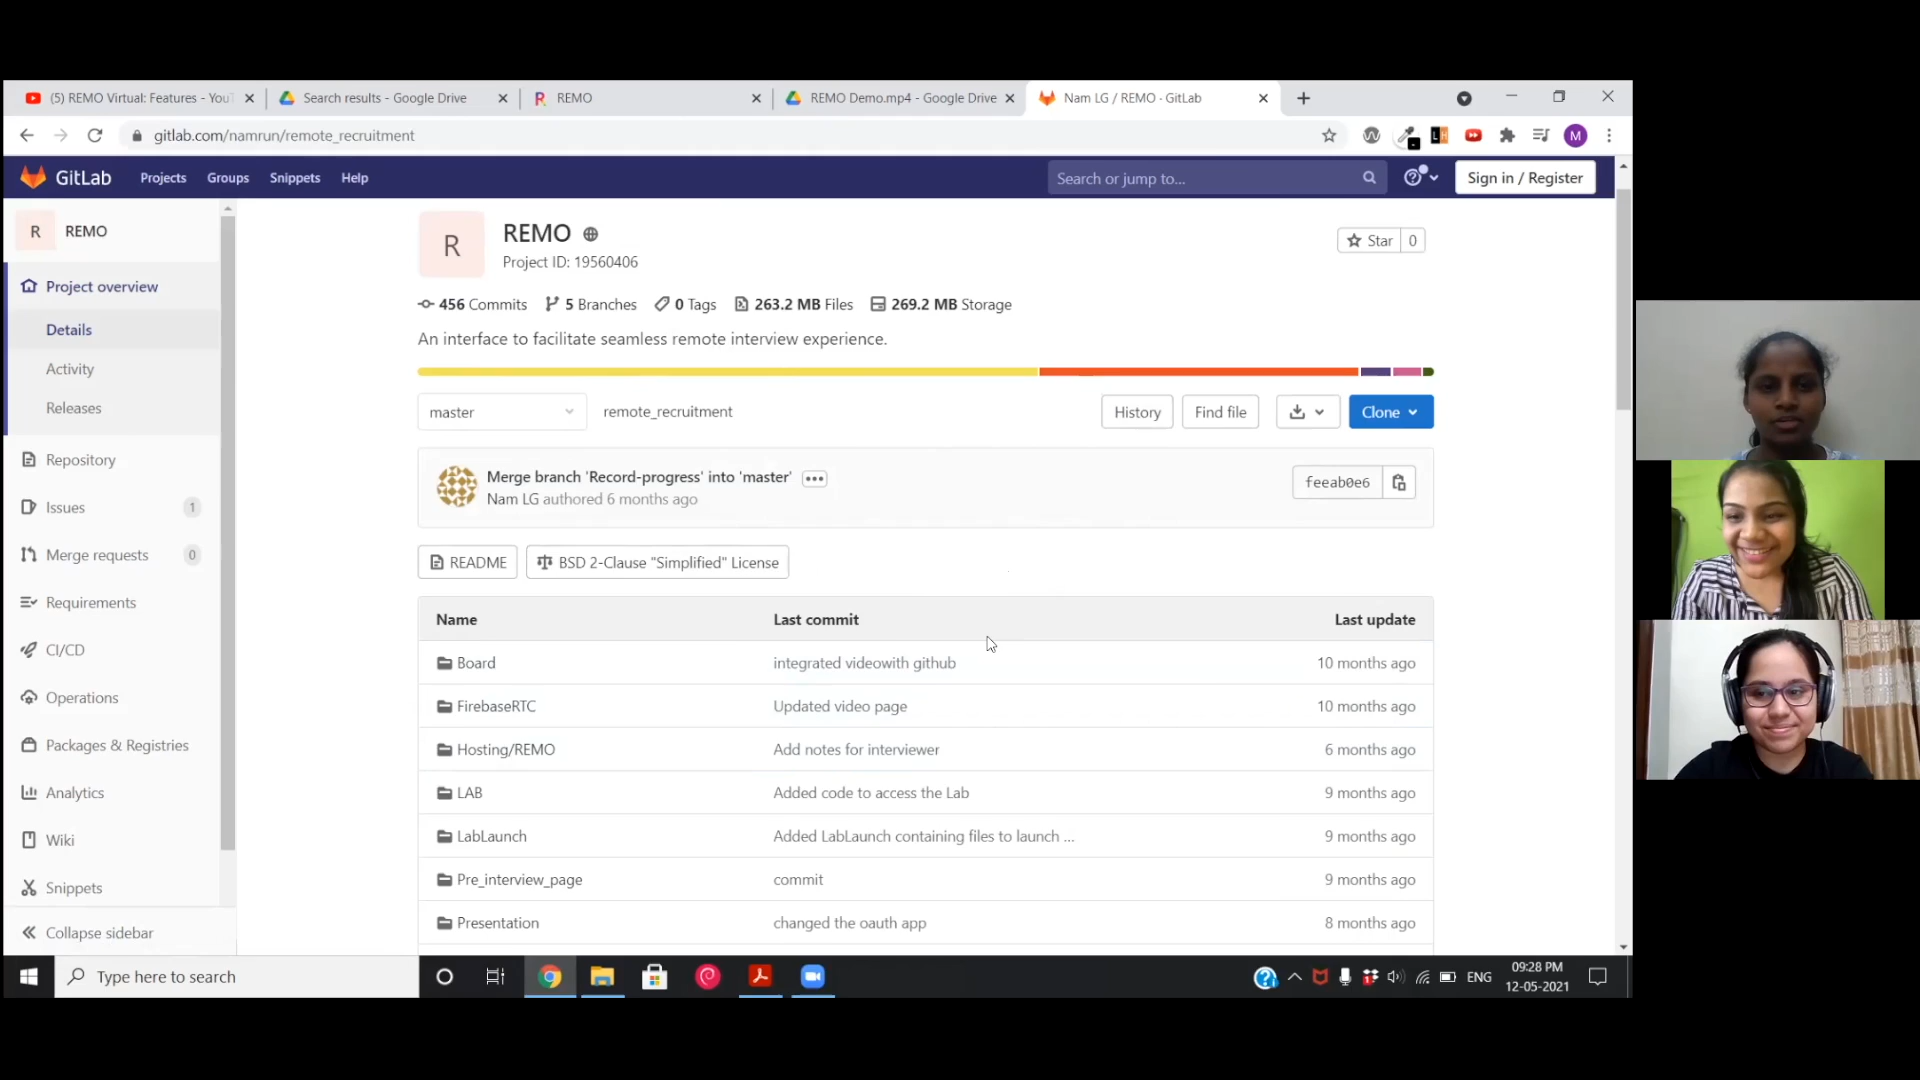 (5) REMO Virtual: Features - YouT
Search results - Google Drive
REMO
REMO Demo.mp4 - Google Drive
Nam LG / REMO · GitLab
gitlab.com/namrun/remote_recruitment
M
GitLab
Projects
Groups
Snippets
Help
Search or jump to...
Sign in / Register
R
REMO
Project overview
Details
Activity
Releases
Repository
Issues 1
Merge requests 0
Requirements
CI/CD
Operations
Packages & Registries
Analytics
Wiki
Snippets
Collapse sidebar
R
REMO
Project ID: 19560406
Star 0
456 Commits 5 Branches 0 Tags 263.2 MB Files 269.2 MB Storage
An interface to facilitate seamless remote interview experience.
master
remote_recruitment
History
Find file
Clone
Merge branch 'Record-progress' into 'master'
Nam LG authored 6 months ago
feeab0e6
README
BSD 2-Clause "Simplified" License
Name Last commit Last update
Board integrated videowith github 10 months ago
FirebaseRTC Updated video page 10 months ago
Hosting/REMO Add notes for interviewer 6 months ago
LAB Added code to access the Lab 9 months ago
LabLaunch Added LabLaunch containing files to launch ... 9 months ago
Pre_interview_page commit 9 months ago
Presentation changed the oauth app 8 months ago
Type here to search
ENG
09:28 PM
12-05-2021